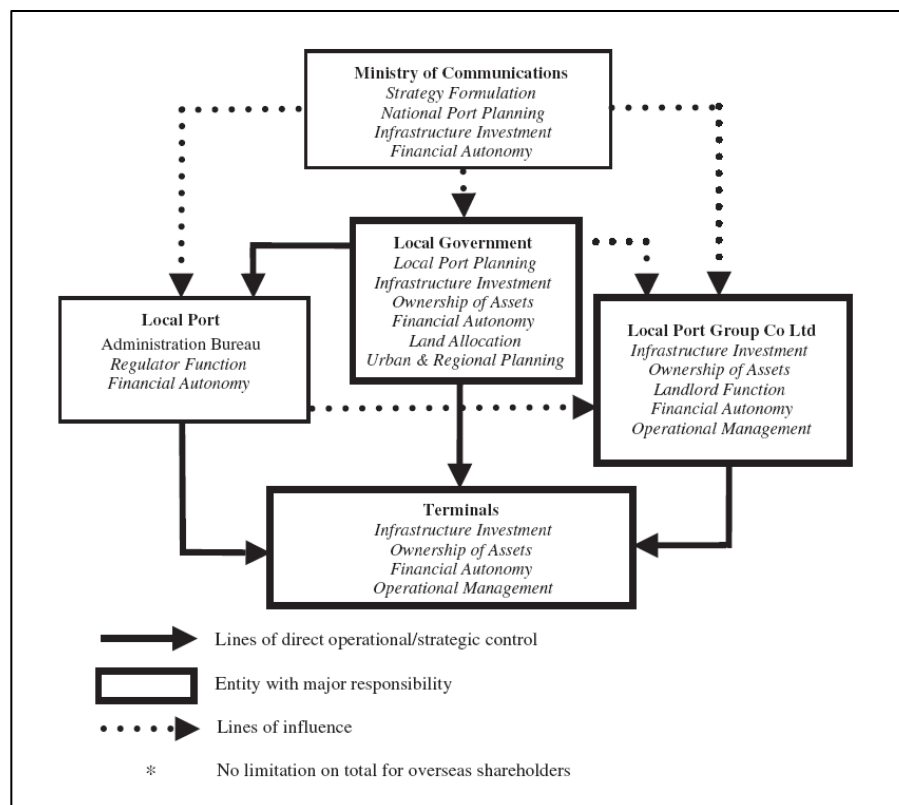 Ministry of Communications
Strategy Formulation
National Port Planning
Infrastructure Investment
Financial Autonomy
Local Government
Local Port Planning
Infrastructure Investment
Ownership of Assets
Financial Autonomy
Land Allocation
Urban & Regional Planning
Local Port
Administration Bureau
Regulator Function
Financial Autonomy
Local Port Group Co Ltd
Infrastructure Investment
Ownership of Assets
Landlord Function
Financial Autonomy
Operational Management
Terminals
Infrastructure Investment
Ownership of Assets
Financial Autonomy
Operational Management
Lines of direct operational/strategic control
Entity with major responsibility
Lines of influence
* No limitation on total for overseas shareholders